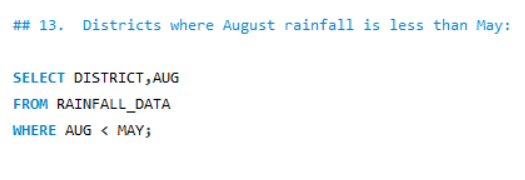 ## 13.  Districts where August rainfall is less than May:
SELECT DISTRICT,AUG
FROM RAINFALL_DATA
WHERE AUG < MAY;